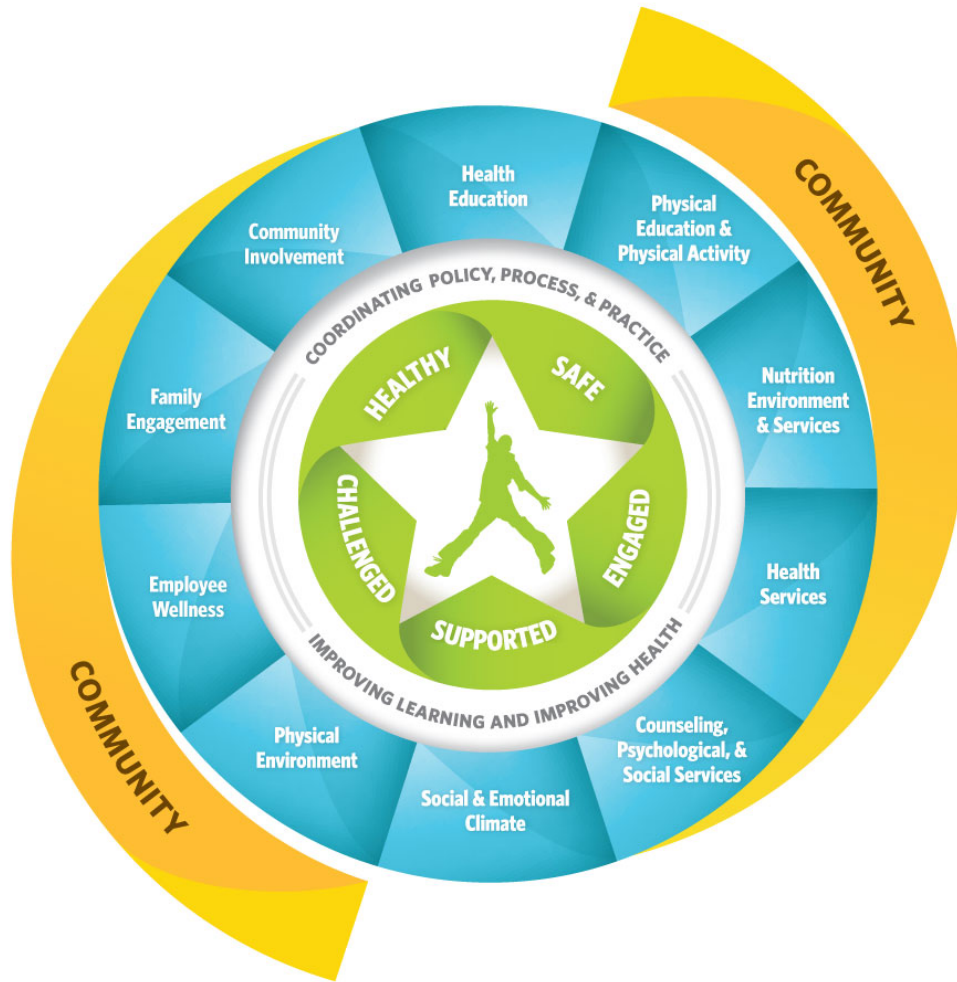 COMMUNITY
Health
Education
Physical
Education &
Physical Activity
Nutrition
Environment
& Services
Health
Services
Counseling,
Psychological, &
Social Services
Social & Emotional
Climate
Physical
Environment
Employee
Wellness
Family
Engagement
Community
Involvement
COORDINATING POLICY, PROCESS, & PRACTICE
IMPROVING LEARNING AND IMPROVING HEALTH
HEALTHY
SAFE
ENGAGED
SUPPORTED
CHALLENGED
COMMUNITY